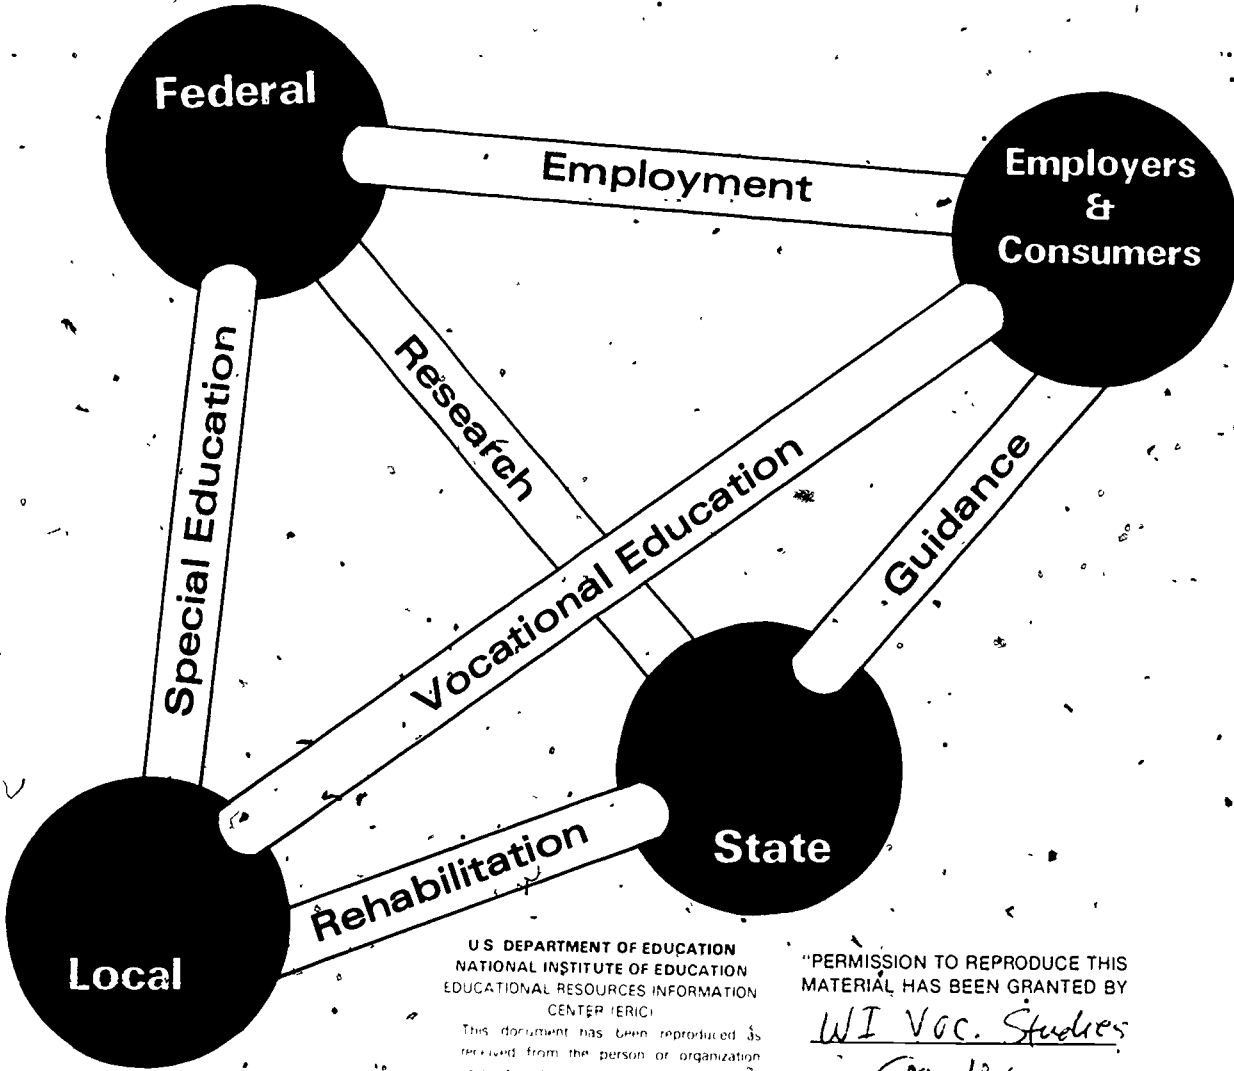 Federal
Employment
Employers
&
Consumers
Research
Special Education
Vocational Education
Guidance
Rehabilitation
State
Local
U S DEPARTMENT OF EDUCATION
NATIONAL INSTITUTE OF EDUCATION
EDUCATIONAL RESOURCES INFORMATION
CENTER (ERIC)
This document has been reproduced as
received from the person or organization
"PERMISSION TO REPRODUCE THIS
MATERIAL HAS BEEN GRANTED BY
WI Voc. Studies